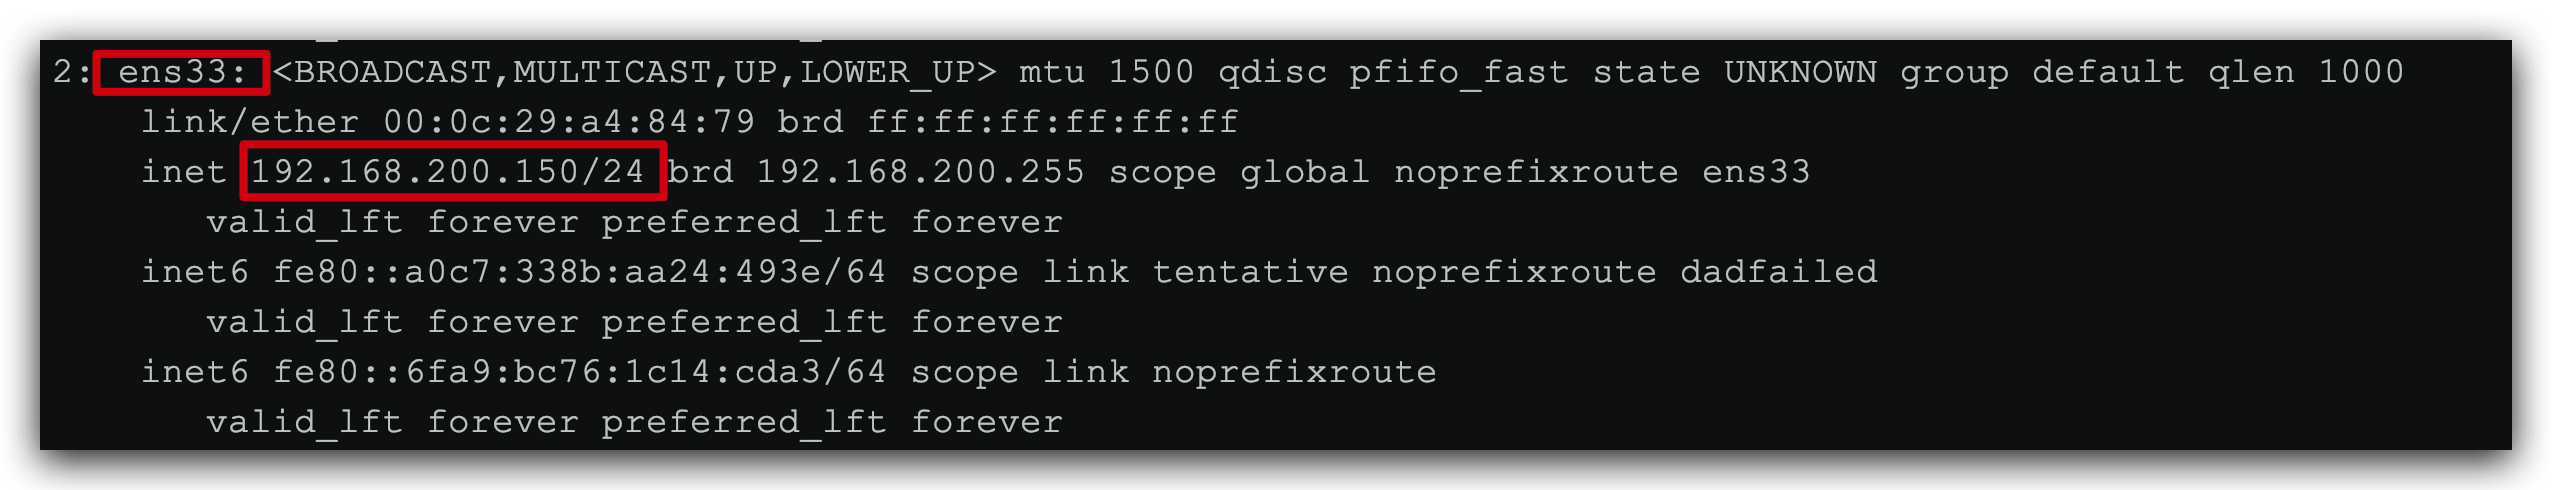 2: ens33: <BROADCAST,MULTICAST,UP,LOWER_UP> mtu 1500 qdisc pfifo_fast state UNKNOWN group default qlen 1000
link/ether 00:0c:29:a4:84:79 brd ff:ff:ff:ff:ff:ff
inet 192.168.200.150/24 brd 192.168.200.255 scope global noprefixroute ens33
valid_lft forever preferred_lft forever
inet6 fe80::a0c7:338b:aa24:493e/64 scope link tentative noprefixroute dadfailed
valid_lft forever preferred_lft forever
inet6 fe80::6fa9:bc76:1c14:cda3/64 scope link noprefixroute
valid_lft forever preferred_lft forever